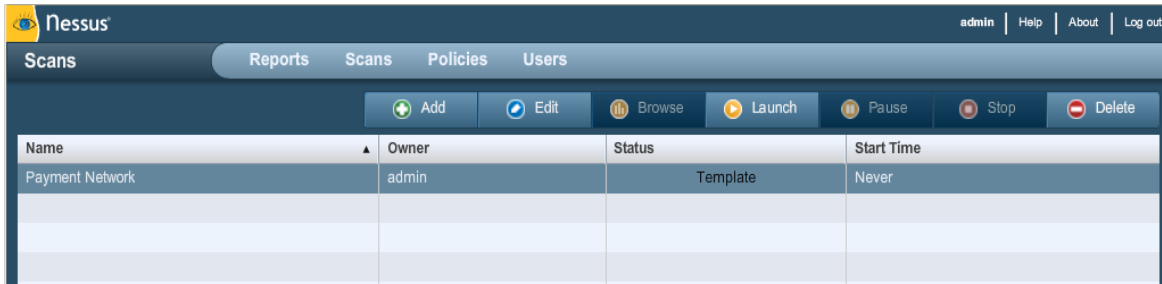 nessus® admin | Help | About | Log out
Scans Reports Scans Policies Users
Add Edit Browse Launch Pause Stop Delete
Name Owner Status Start Time
Payment Network admin Template Never